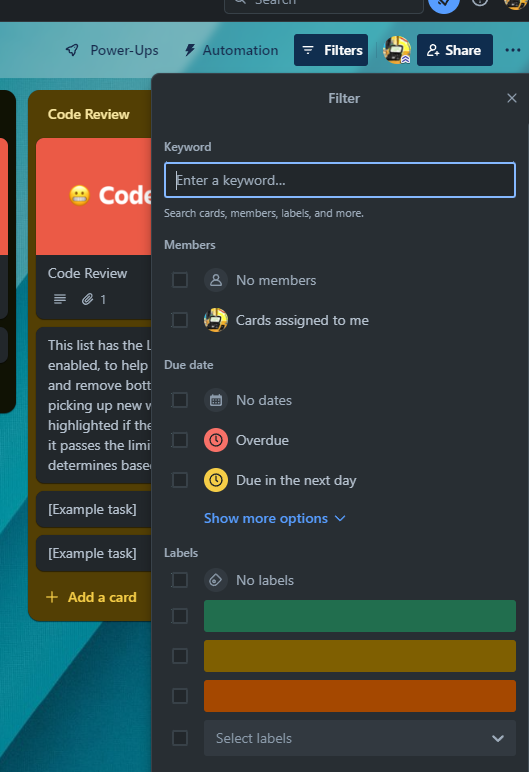 Search
Power-Ups
Automation
Filters
Share
Code Review
Code
Code Review
1
This list has the
enabled, to help
and remove bott
picking up new
highlighted if the
it passes the limi
determines base
[Example task]
[Example task]
Add a card
Filter
Keyword
Enter a keyword...
Search cards, members, labels, and more.
Members
No members
Cards assigned to me
Due date
No dates
Overdue
Due in the next day
Show more options
Labels
No labels
Select labels